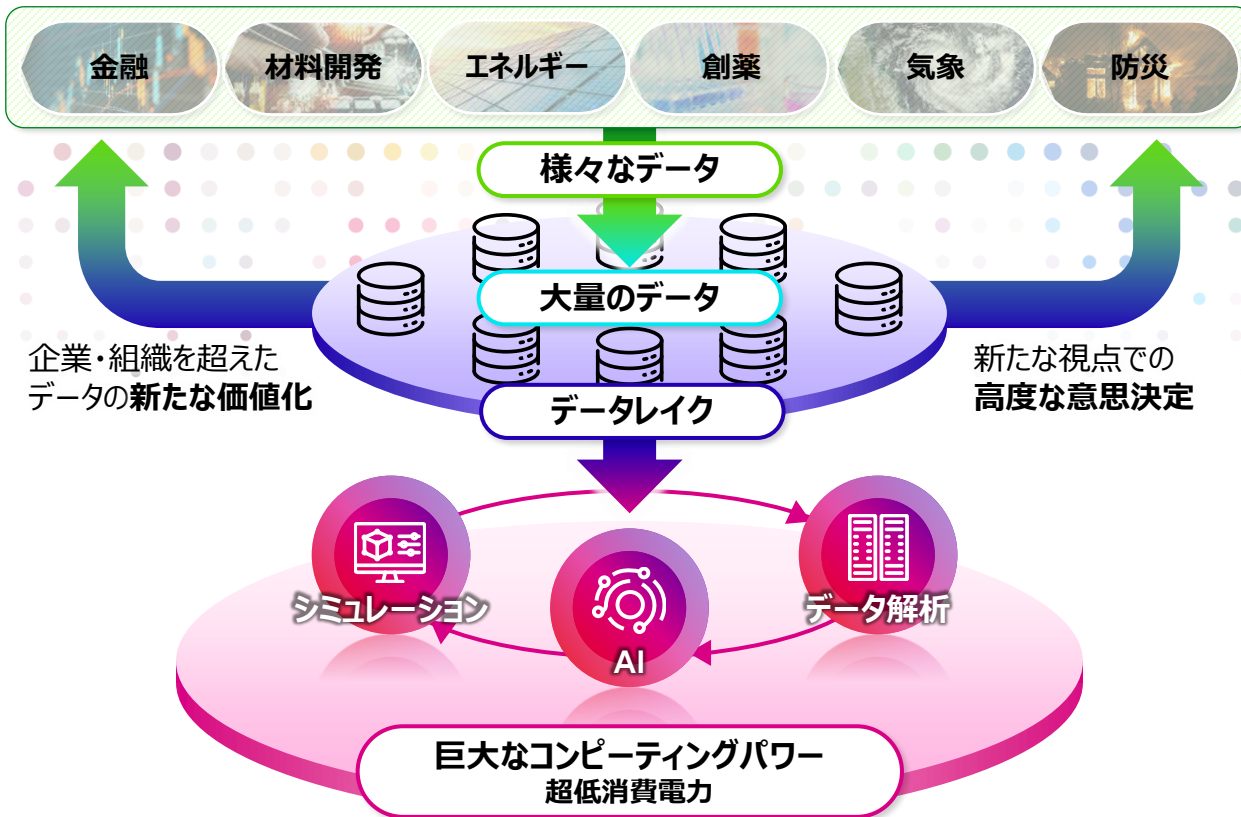 金融
材料開発
エネルギー
創薬
気象
防災
様々なデータ
大量のデータ
企業・組織を超えた
データの新たな価値化
新たな視点での
高度な意思決定
データレイク
シミュレーション
データ解析
AI
巨大なコンピューティングパワー
超低消費電力